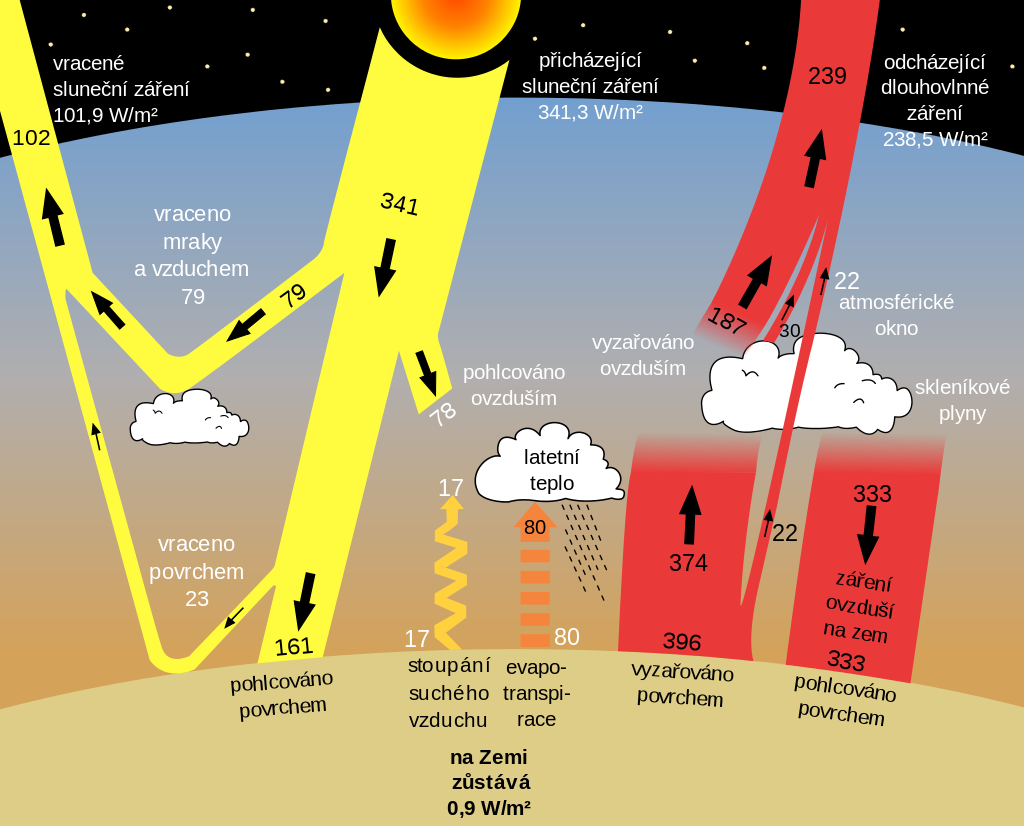 vracené
sluneční záření
101,9 W/m²
102
přicházející
sluneční záření
341,3 W/m²
239
odcházející
dlouhovlnné
záření
238,5 W/m²
vraceno
mraky
a vzduchem
79
79
341
187
30
22
atmosférické
okno
vyzařováno
ovzduším
pohlcováno
ovzduším
78
skleníkové
plyny
latetní
teplo
17
80
374
22
333
záření
ovzduší
na zem
333
vraceno
povrchem
23
161
17
80
396
pohlcováno
povrchem
stoupání
suchého
vzduchu
evapo-
transpi-
race
vyzařováno
povrchem
pohlcováno
povrchem
na Zemi
zůstává
0,9 W/m²